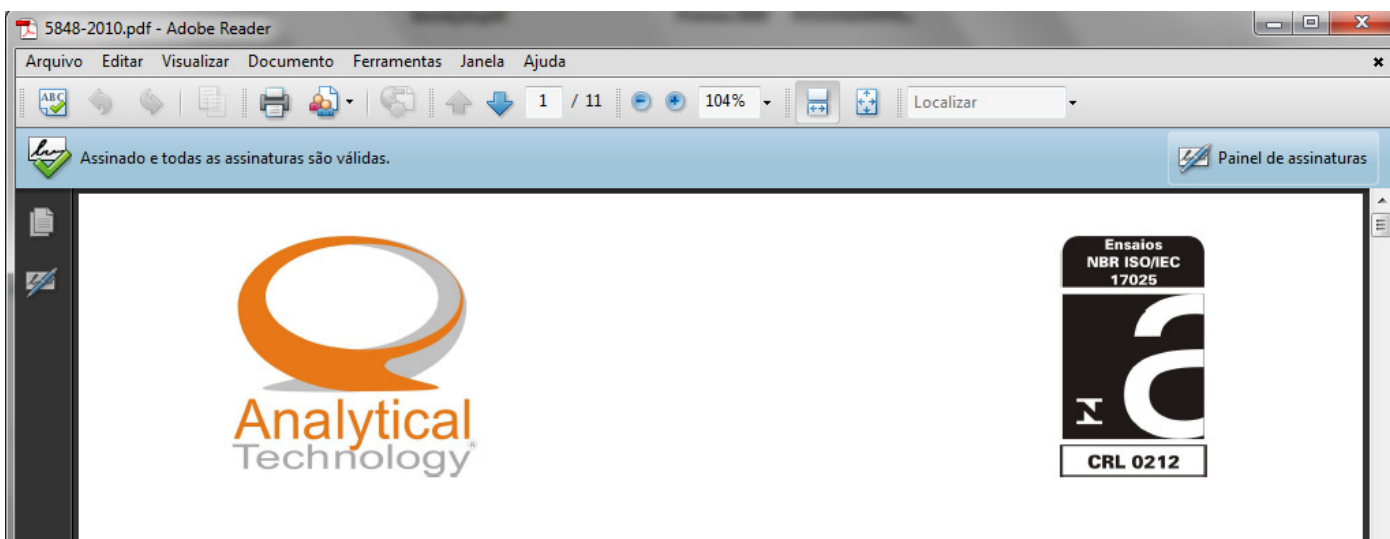 5848-2010.pdf - Adobe Reader
Arquivo Editar Visualizar Documento Ferramentas Janela Ajuda
ABC
1 / 11 104% Localizar
Assinado e todas as assinaturas são válidas. Painel de assinaturas
Ensaios
NBR ISO/IEC
17025
Analytical
Technology®
CRL 0212